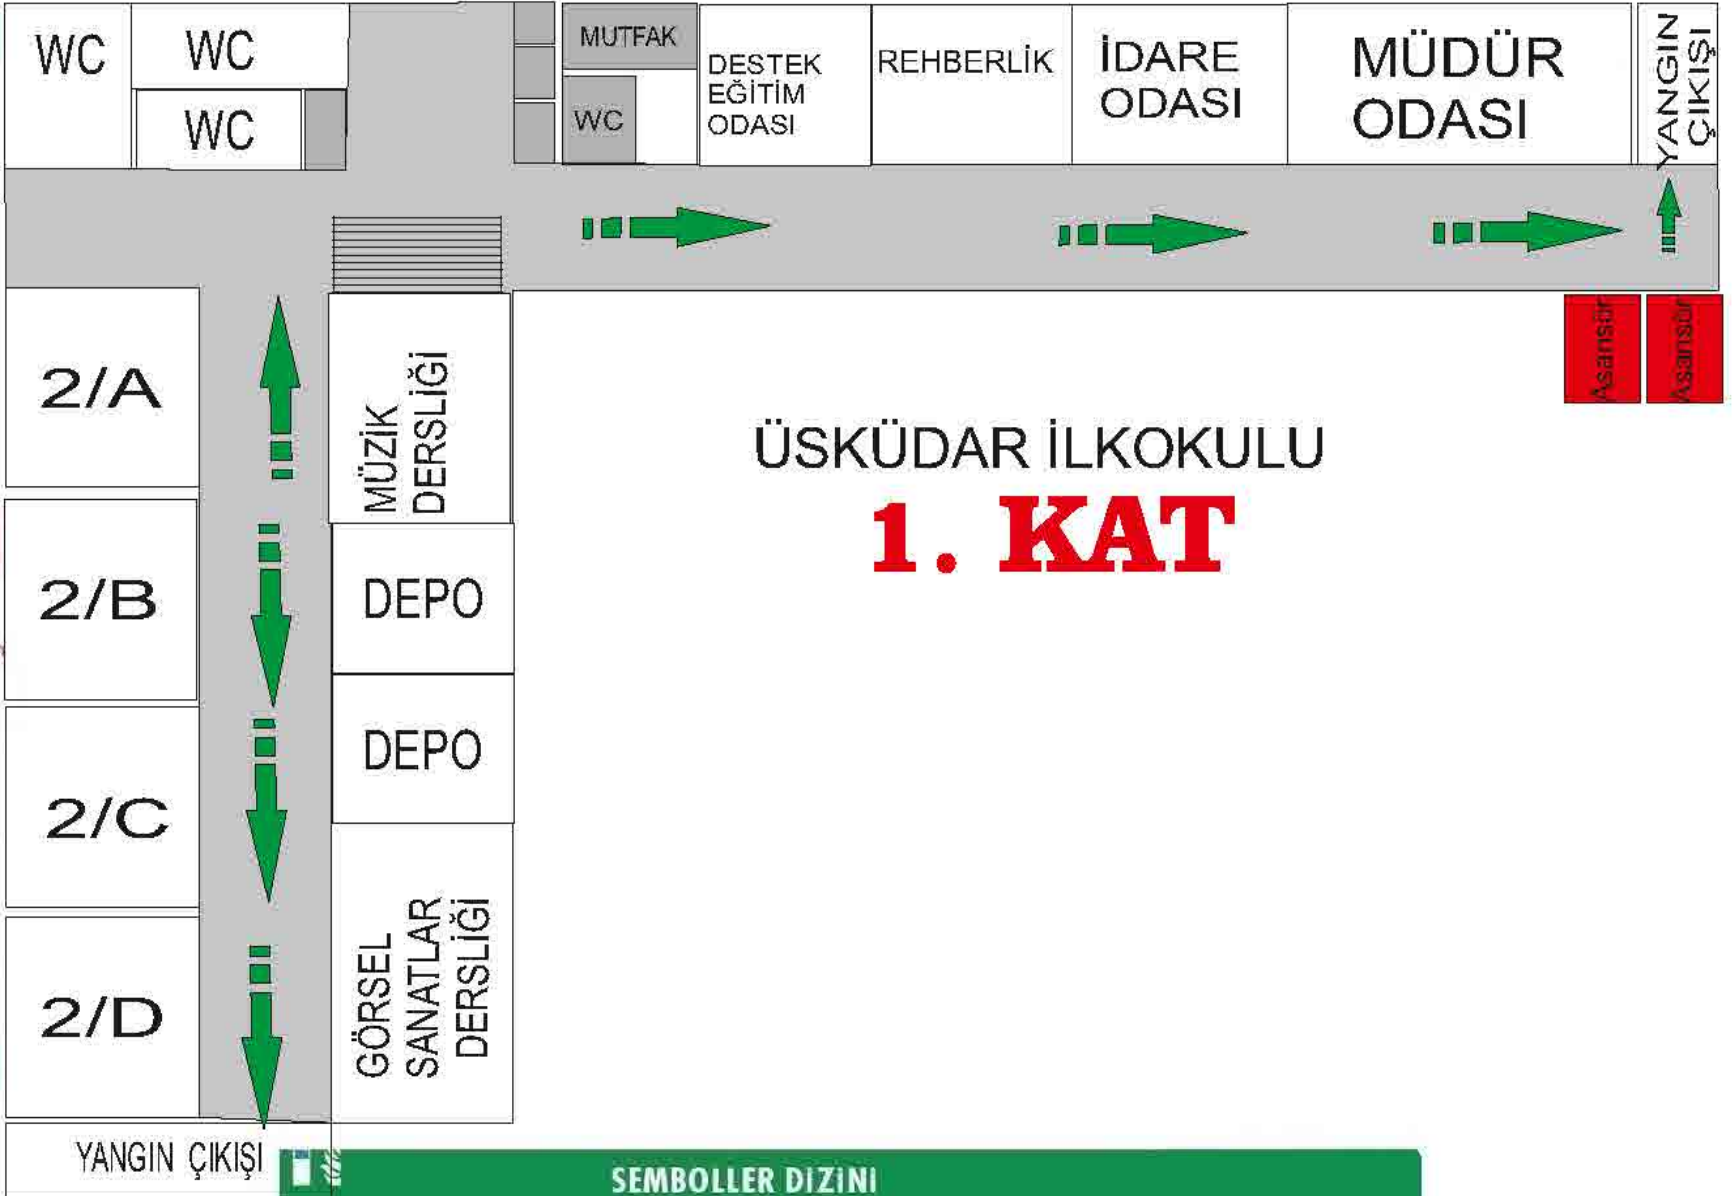 WC
WC
WC
MUTFAK
WC
DESTEK
EĞİTİM
ODASI
REHBERLİK
İDARE
ODASI
MÜDÜR
ODASI
YANGIN
ÇIKIŞI
Asansör
Asansör
2/A
MÜZİK
DERSLİĞİ
ÜSKÜDAR İLKOKULU
1. KAT
2/B
DEPO
2/C
DEPO
2/D
GÖRSEL
SANATLAR
DERSLİĞİ
YANGIN ÇIKIŞI
SEMBOLLER DİZİNİ